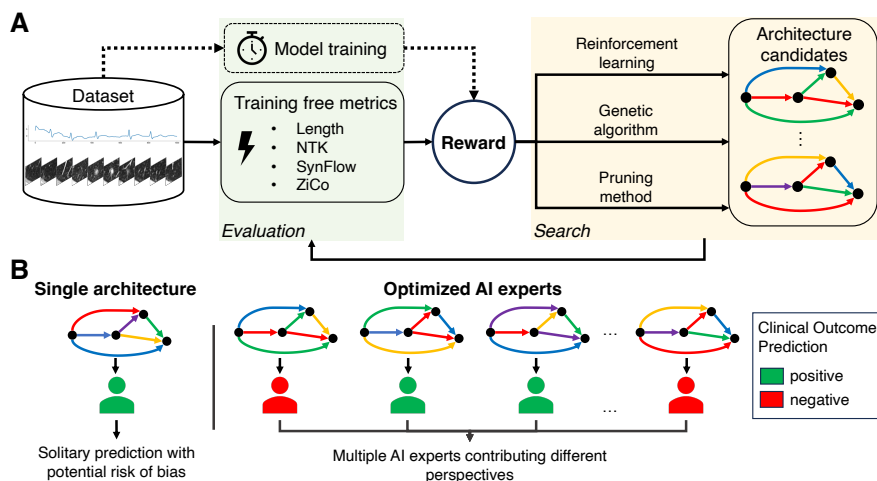 A
Model training
Dataset
Training free metrics
• Length
• NTK
• SynFlow
• ZiCo
Evaluation
Reward
Reinforcement
learning
Genetic
algorithm
Pruning
method
Search
Architecture
candidates
...
B
Single architecture
Solitary prediction with
potential risk of bias
Optimized AI experts
...
...
Multiple AI experts contributing different
perspectives
Clinical Outcome
Prediction
positive
negative